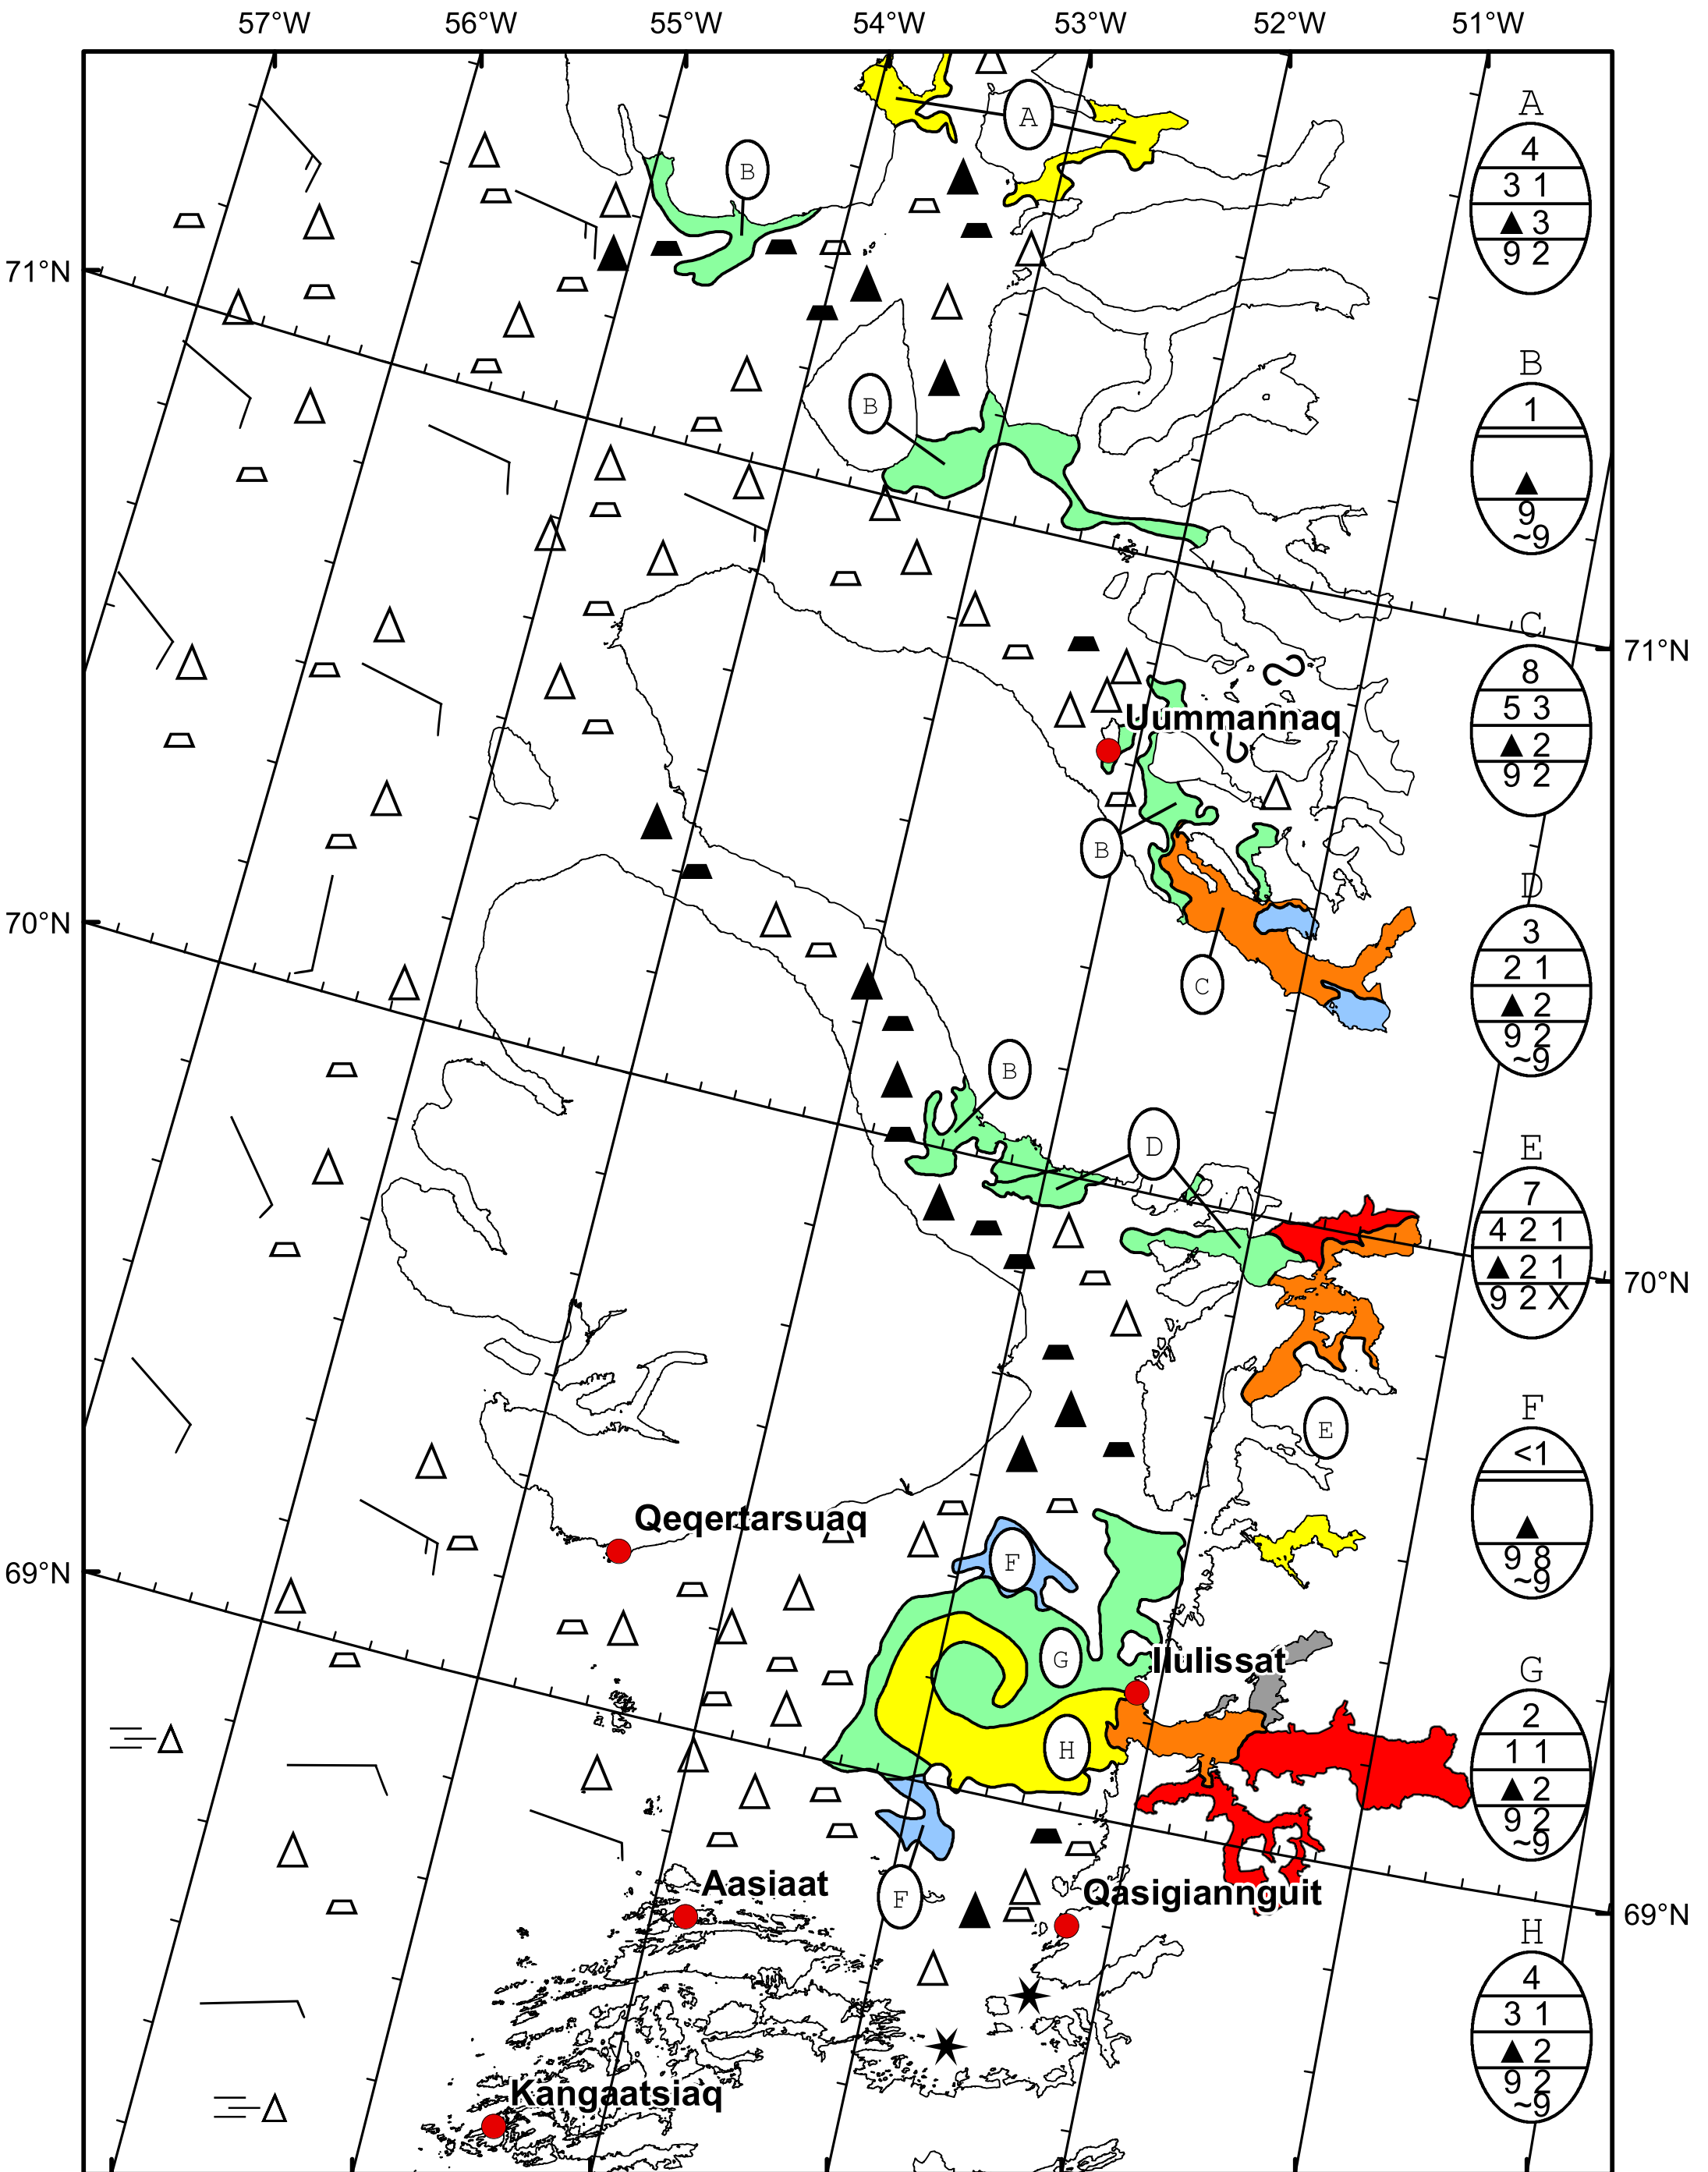 57°W 56°W 55°W 54°W 53°W 52°W 51°W
A
4
3 1
▲ 3
9 2
A
B
71°N
B
1
▲
9
~9
B
C
8
5 3
▲ 2
9 2
71°N
Uummannaq
B
D
3
2 1
▲ 2
9 2
~9
70°N
C
B
D
E
7
4 2 1
▲ 2 1
9 2 X
70°N
E
F
<1
▲
9 8
~9
Qeqertarsuaq
F
69°N
G
Ilulissat
G
2
1 1
▲ 2
9 2
~9
H
Aasiaat
F
Qasigiannguit
69°N
H
4
3 1
▲ 2
9 2
~9
Kangaatsiaq